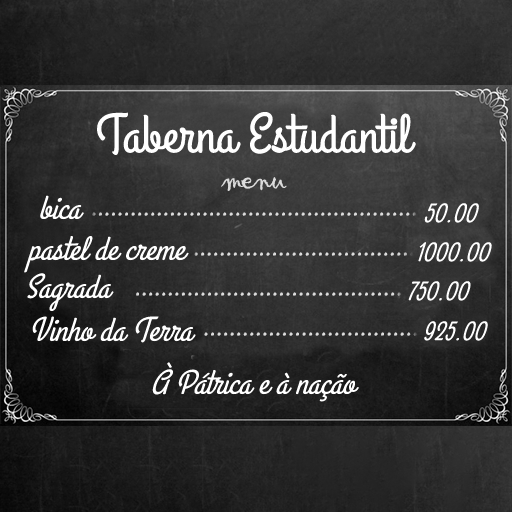 Taberna Estudantil
menu
bica 50.00
pastel de creme 1000.00
Sagrada 750.00
Vinho da Terra 925.00
À Pátrica e à nação